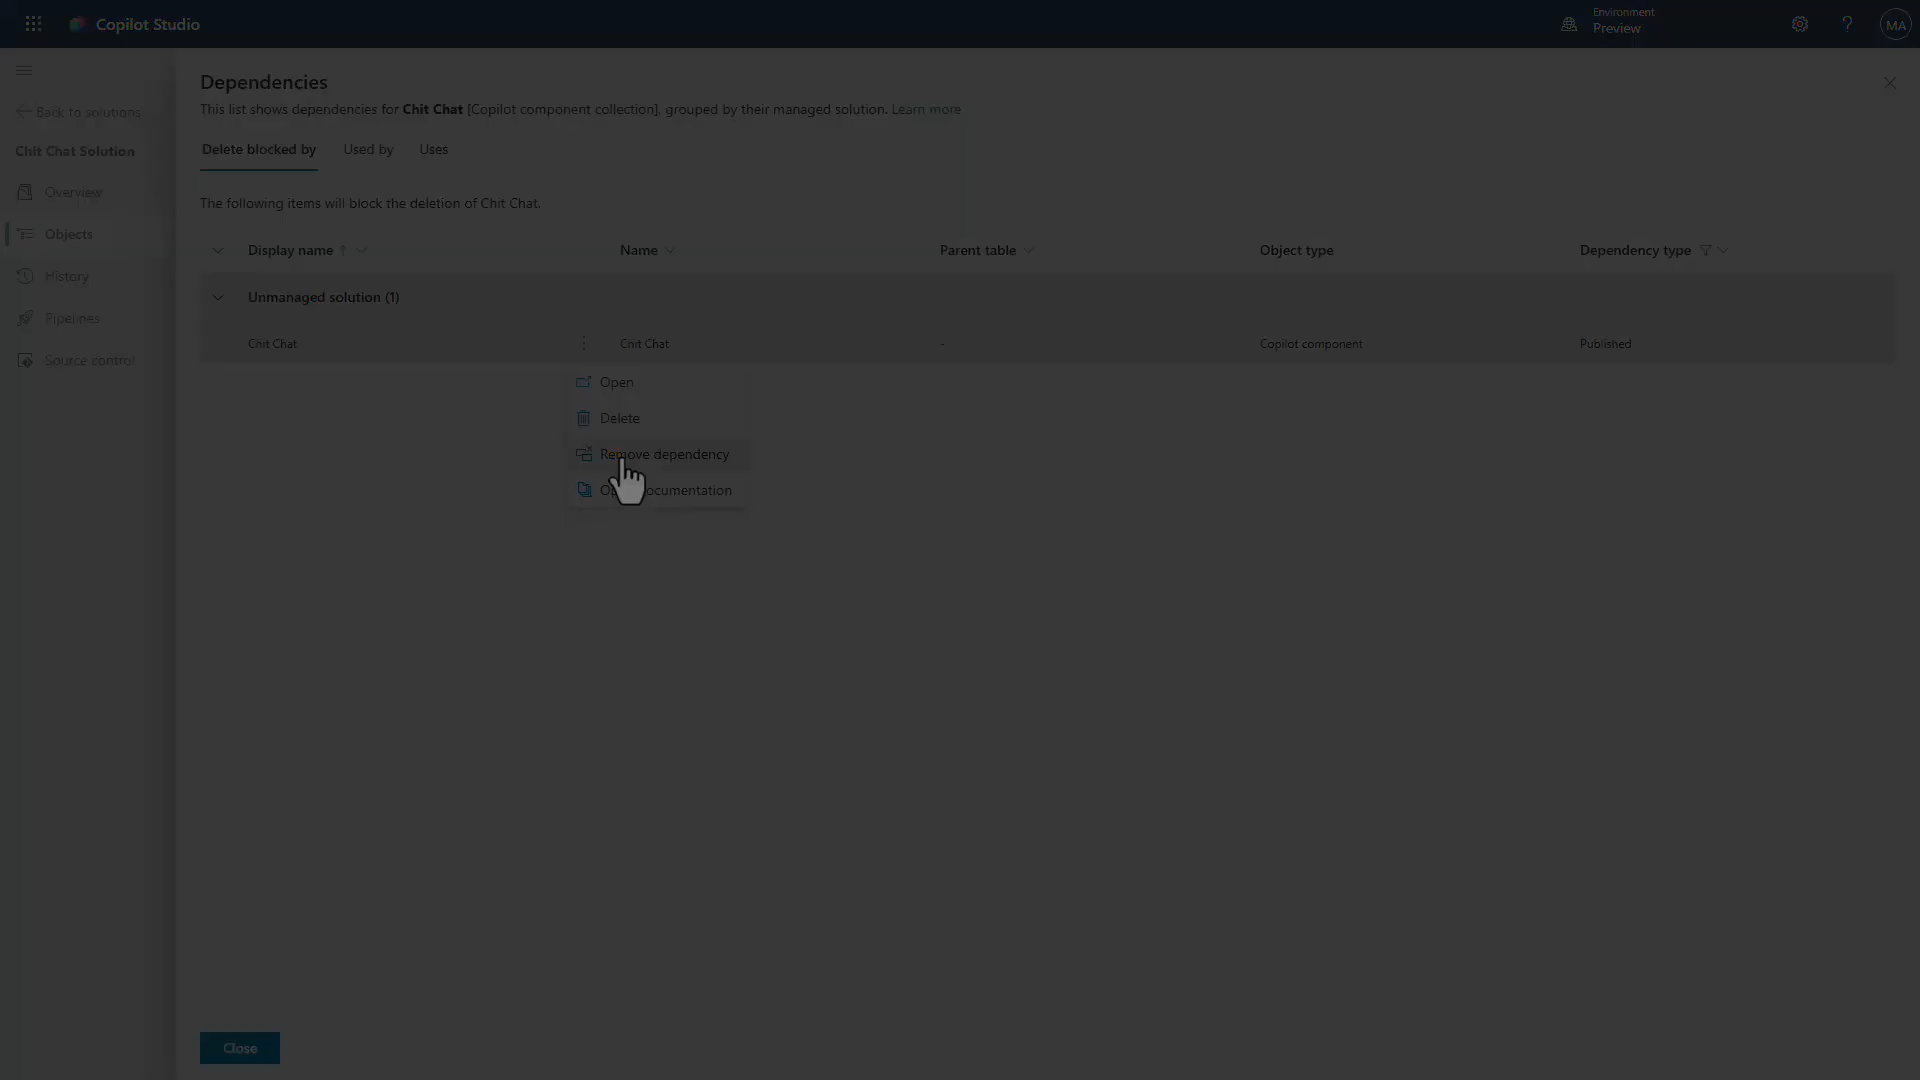 Copilot Studio
Environment
Preview
?
MA
Dependencies
This list shows dependencies for Chit Chat [Copilot component collection], grouped by their managed solution. Learn more
Back to solutions
Chit Chat Solution
Overview
Objects
History
Pipelines
Source control
Delete blocked by
Used by
Uses
The following items will block the deletion of Chit Chat.
Display name
Name
Parent table
Object type
Dependency type
Unmanaged solution (1)
Chit Chat
Chit Chat
-
Copilot component
Published
Open
Delete
Remove dependency
Close